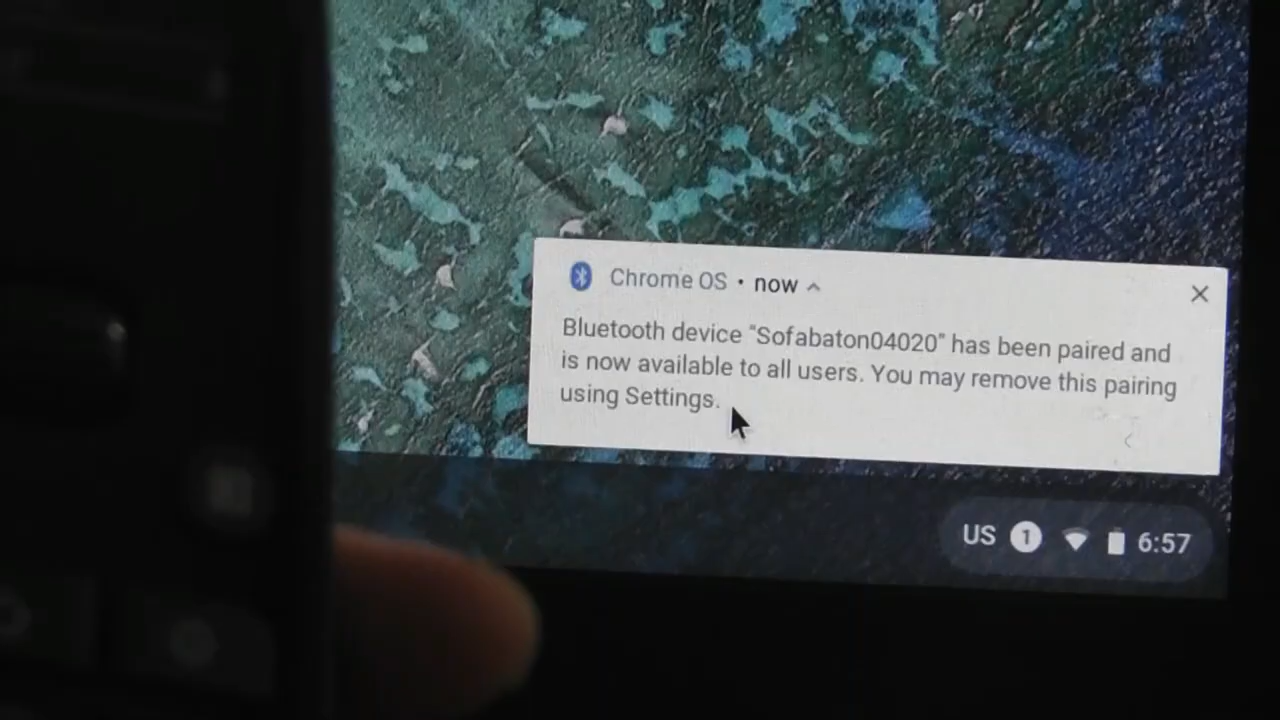 Chrome OS • now
Bluetooth device "Sofabaton04020" has been paired and
is now available to all users. You may remove this pairing
using Settings.
US 1 6:57